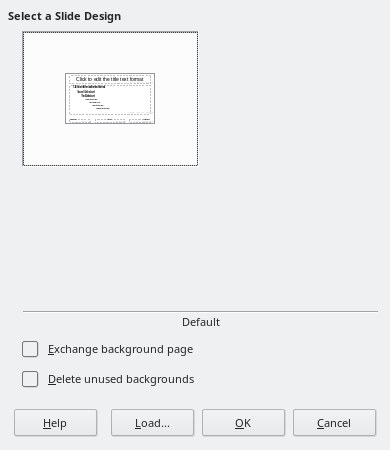 Select a Slide Design
Click to edit the title text format
Default
Exchange background page
Delete unused backgrounds
Help
Load...
OK
Cancel